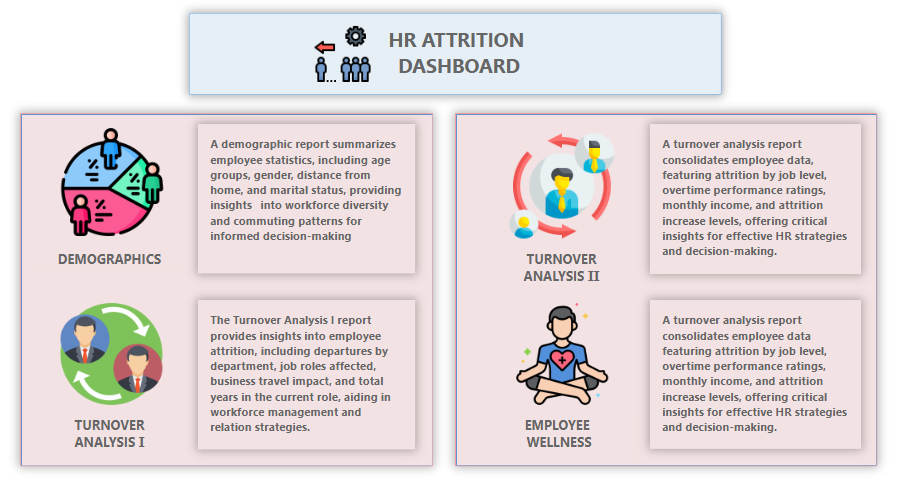 HR ATTRITION
DASHBOARD
A demographic report summarizes
employee statistics, including age
groups, gender, distance from
home, and marital status, providing
insights into workforce diversity
and commuting patterns for
informed decision-making
DEMOGRAPHICS
The Turnover Analysis I report
provides insights into employee
attrition, including departures by
department, job roles affected,
business travel impact, and total
years in the current role, aiding in
workforce management and
relation strategies.
TURNOVER
ANALYSIS I
A turnover analysis report
consolidates employee data,
featuring attrition by job level,
overtime performance ratings,
monthly income, and attrition
increase levels, offering critical
insights for effective HR strategies
and decision-making.
TURNOVER
ANALYSIS II
A turnover analysis report
consolidates employee data
featuring attrition by job level,
overtime performance ratings,
monthly income, and attrition
increase levels, offering critical
insights for effective HR strategies
and decision-making.
EMPLOYEE
WELLNESS